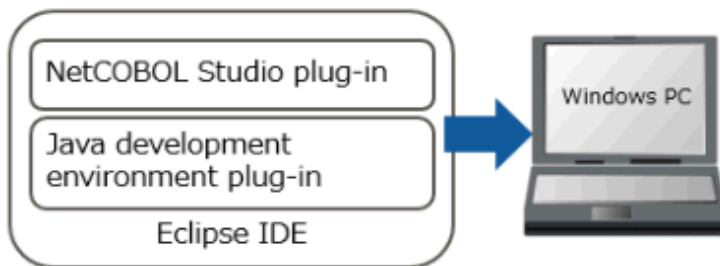 NetCOBOL Studio plug-in
Java development
environment plug-in
Eclipse IDE
Windows PC